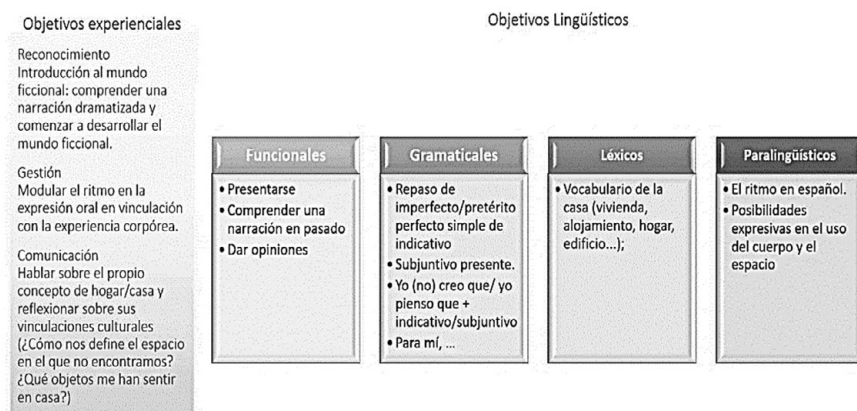 Objetivos experienciales
Reconocimiento
Introducción al mundo
ficcional: comprender una
narración dramatizada y
comenzar a desarrollar el
mundo ficcional.
Gestión
Modular el ritmo en la
expresión oral en vinculación
con la experiencia corpórea.
Comunicación
Hablar sobre el propio
concepto de hogar/casa y
reflexionar sobre sus
vinculaciones culturales
(¿Cómo nos define el espacio
en el que no encontramos?
¿Qué objetos me han sentir
en casa?)
Objetivos Lingüísticos
Funcionales
• Presentarse
• Comprender una
narración en pasado
• Dar opiniones
Gramaticales
• Repaso de
imperfecto/pretérito
perfecto simple de
indicativo
• Subjuntivo presente.
• Yo (no) creo que/ yo
pienso que +
indicativo/subjuntivo
• Para mí, ...
Léxicos
• Vocabulario de la
casa (vivienda,
alojamiento, hogar,
edificio...);
Paralingüísticos
• El ritmo en español.
• Posibilidades
expresivas en el uso
del cuerpo y el
espacio